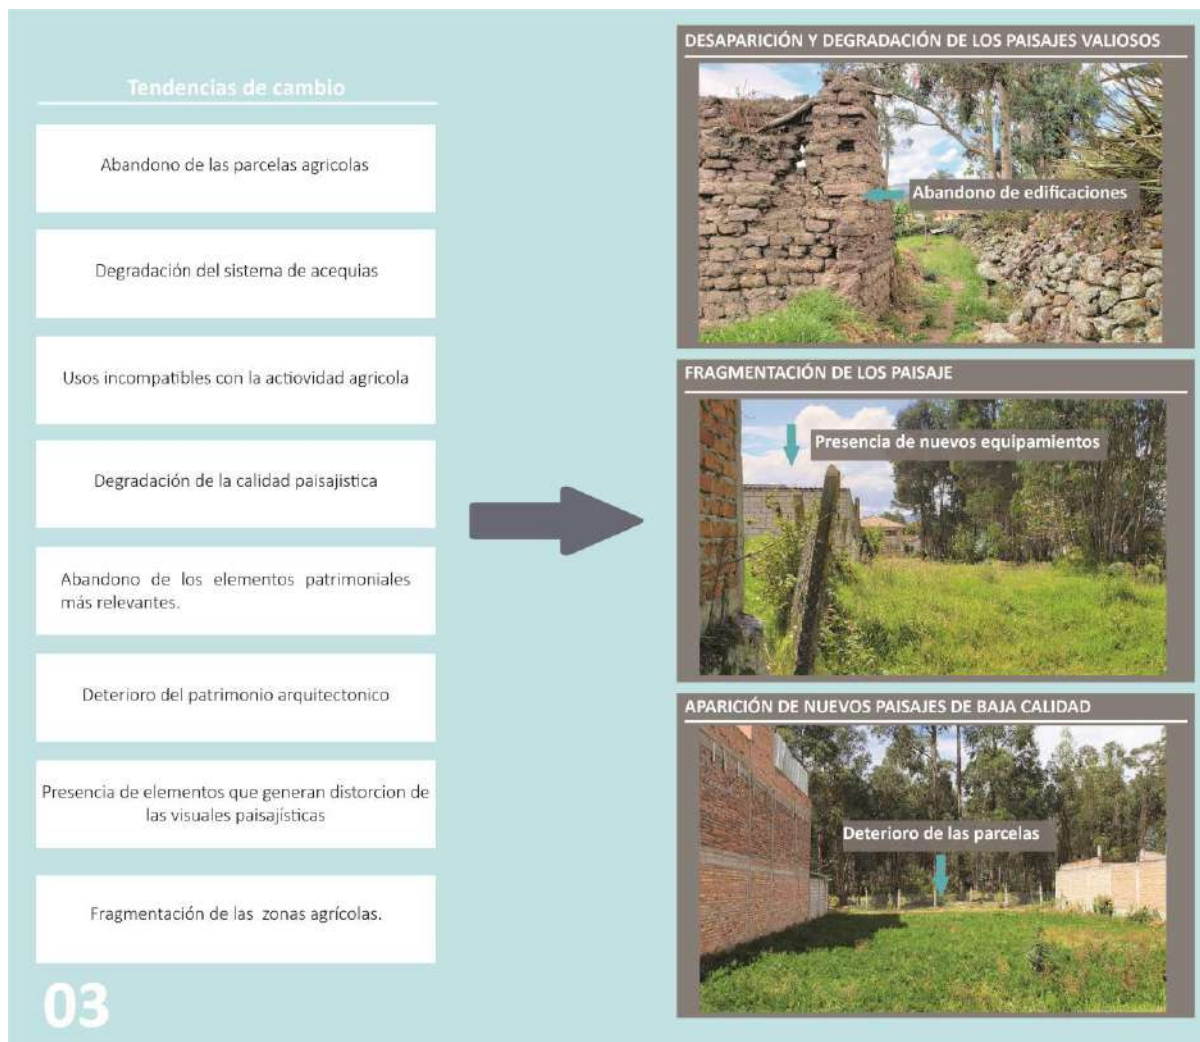 Tendencias de cambio
Abandono de las parcelas agricolas
Degradación del sistema de acequias
Usos incompatibles con la actiovidad agricola
Degradación de la calidad paisajistica
Abandono de los elementos patrimoniales
más relevantes.
Deterioro del patrimonio arquitectonico
Presencia de elementos que generan distorcion de
las visuales paisajísticas
Fragmentación de las zonas agrícolas.
03
DESAPARICIÓN Y DEGRADACIÓN DE LOS PAISAJES VALIOSOS
Abandono de edificaciones
FRAGMENTACIÓN DE LOS PAISAJE
Presencia de nuevos equipamientos
APARICIÓN DE NUEVOS PAISAJES DE BAJA CALIDAD
Deterioro de las parcelas